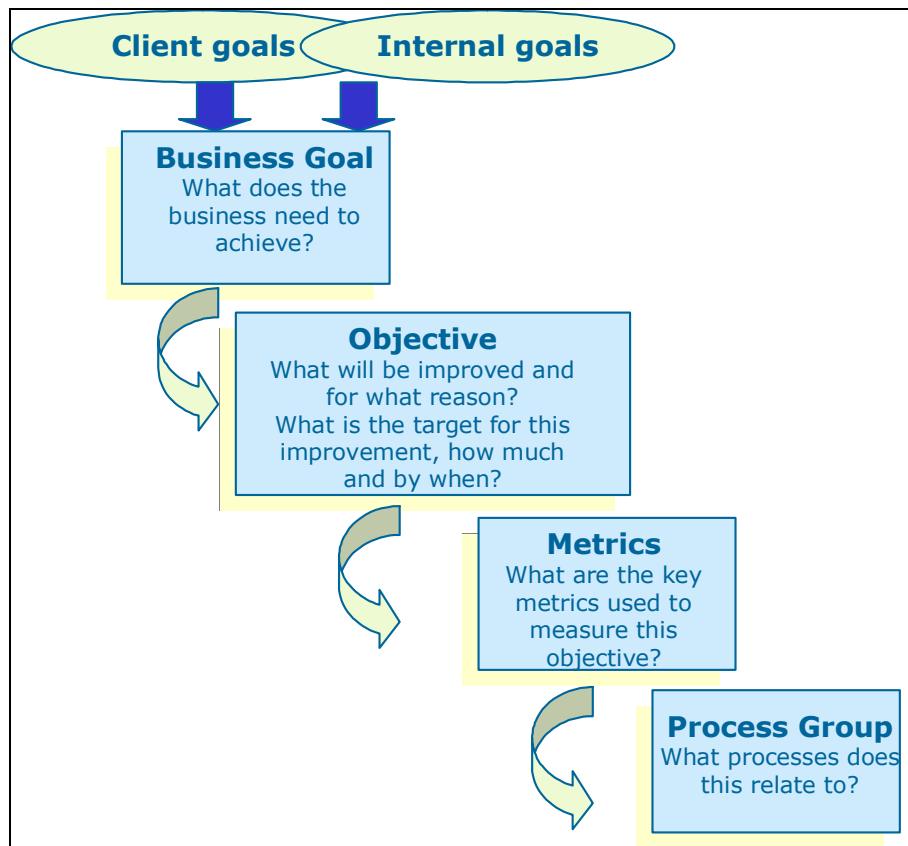 Client goals
Internal goals
Business Goal
What does the
business need to
achieve?
Objective
What will be improved and
for what reason?
What is the target for this
improvement, how much
and by when?
Metrics
What are the key
metrics used to
measure this
objective?
Process Group
What processes does
this relate to?